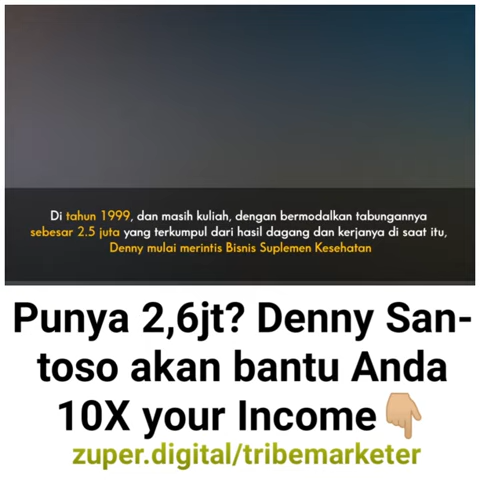 Di tahun 1999, dan masih kuliah, dengan bermodalkan tabungannya
sebesar 2.5 juta yang terkumpul dari hasil dagang dan kerjanya di saat itu,
Denny mulai merintis Bisnis Suplemen Kesehatan
Punya 2,6jt? Denny San-
toso akan bantu Anda
10X your Income👇🏼
zuper.digital/tribemarketer